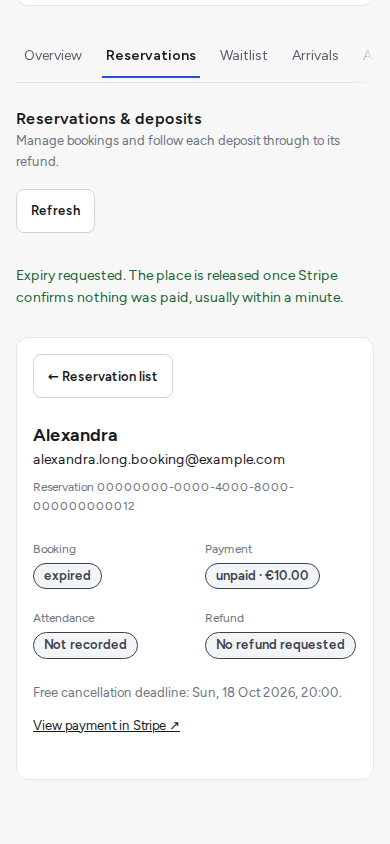 Overview Reservations Waitlist Arrivals A
Reservations & deposits
Manage bookings and follow each deposit through to its
refund.
Refresh
Expiry requested. The place is released once Stripe
confirms nothing was paid, usually within a minute.
← Reservation list
Alexandra
alexandra.long.booking@example.com
Reservation 00000000-0000-4000-8000-
000000000012
Booking Payment
expired unpaid · €10.00
Attendance Refund
Not recorded No refund requested
Free cancellation deadline: Sun, 18 Oct 2026, 20:00.
View payment in Stripe ↗